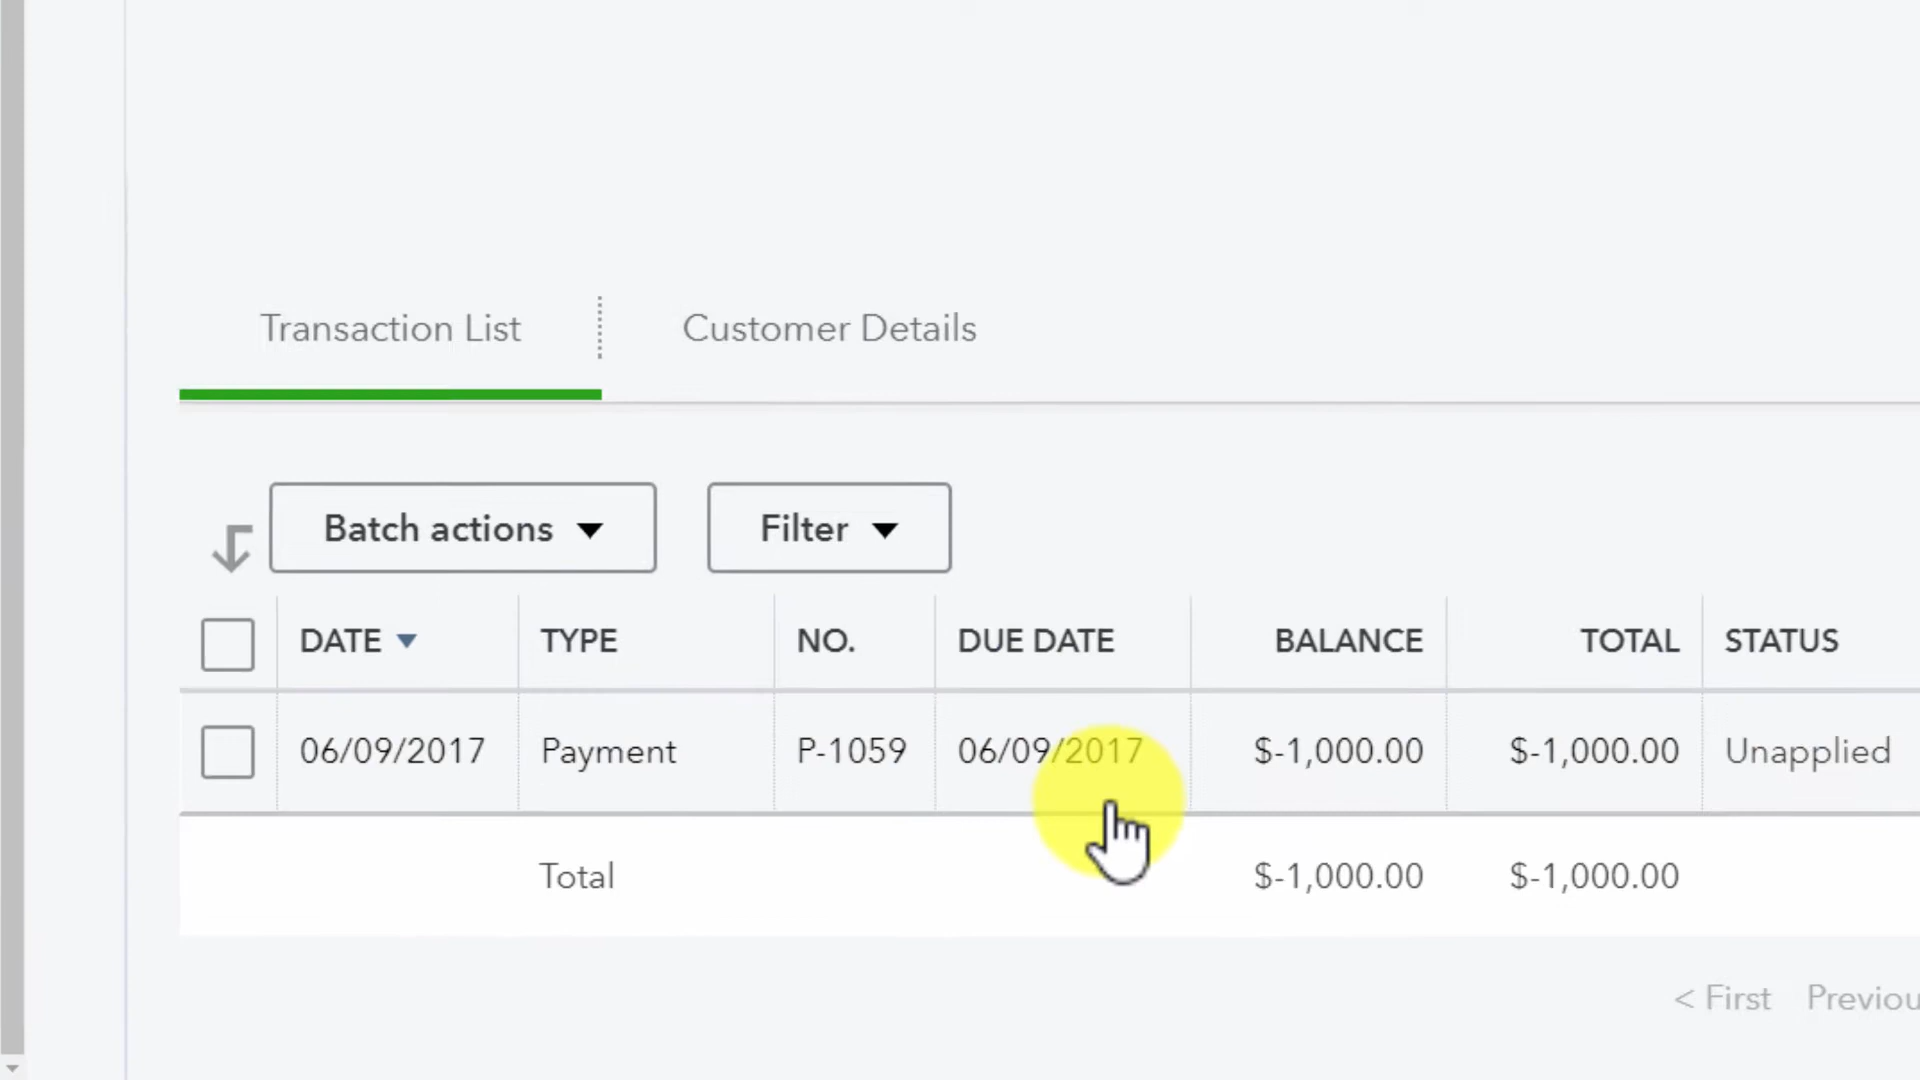 Transaction List Customer Details
Batch actions Filter
DATE TYPE NO. DUE DATE BALANCE TOTAL STATUS
06/09/2017 Payment P-1059 06/09/2017 $-1,000.00 $-1,000.00 Unapplied
Total $-1,000.00 $-1,000.00
< First Previou